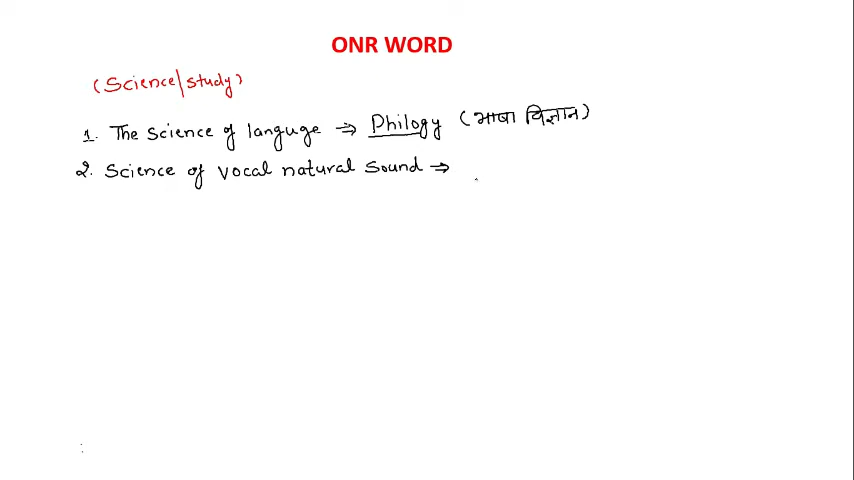 ONR WORD
(Science/study)
1. The science of languge ⇒ Philogy (भाषा विज्ञान)
2. Science of vocal natural sound ⇒